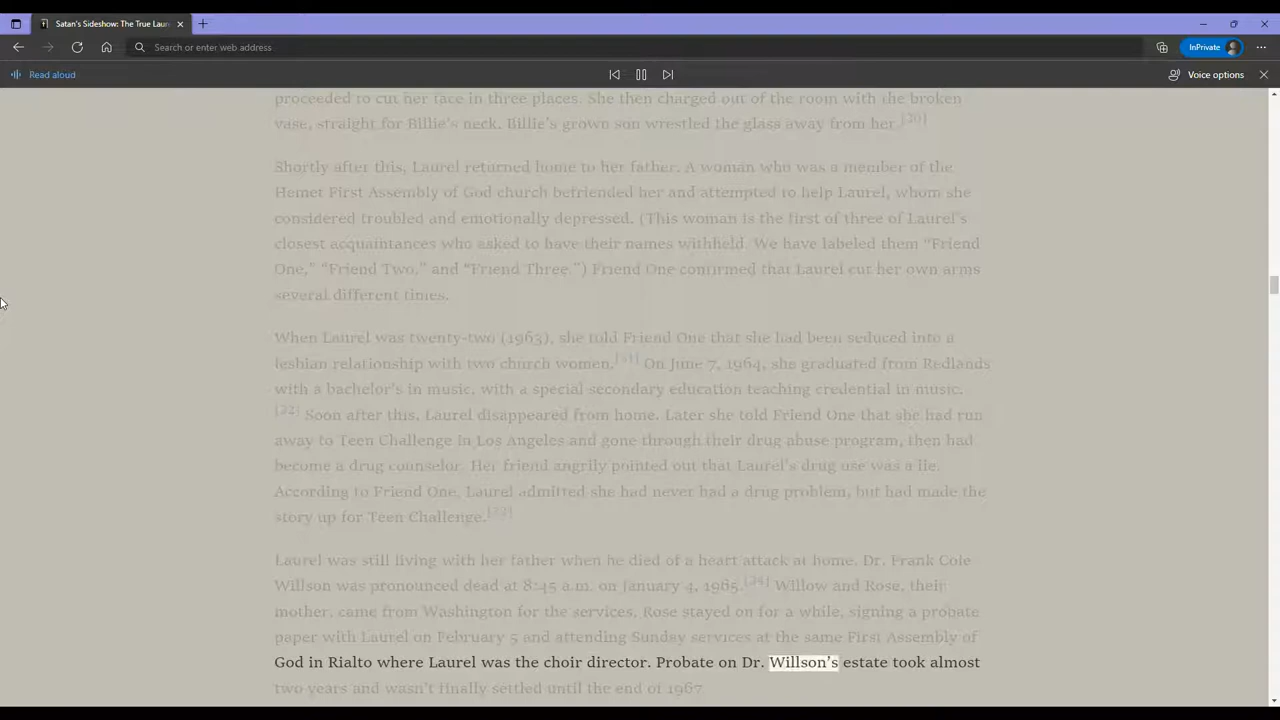 Satan's Sideshow: The True Laur
Search or enter web address
InPrivate
Read aloud
Voice options
proceeded to cut her face in three places. She then charged out of the room with the broken
vase, straight for Billie's neck. Billie's grown son wrestled the glass away from her.[20]
Shortly after this, Laurel returned home to her father. A woman who was a member of the
Hemet First Assembly of God church befriended her and attempted to help Laurel, whom she
considered troubled and emotionally depressed. (This woman is the first of three of Laurel's
closest acquaintances who asked to have their names withheld. We have labeled them “Friend
One,” “Friend Two,” and “Friend Three.”) Friend One confirmed that Laurel cut her own arms
several different times.
When Laurel was twenty-two (1963), she told Friend One that she had been seduced into a
lesbian relationship with two church women.[21] On June 7, 1964, she graduated from Redlands
with a bachelor's in music, with a special secondary education teaching credential in music.
[22] Soon after this, Laurel disappeared from home. Later she told Friend One that she had run
away to Teen Challenge in Los Angeles and gone through their drug abuse program, then had
become a drug counselor. Her friend angrily pointed out that Laurel's drug use was a lie.
According to Friend One, Laurel admitted she had never had a drug problem, but had made the
story up for Teen Challenge.[23]
Laurel was still living with her father when he died of a heart attack at home. Dr. Frank Cole
Willson was pronounced dead at 8:45 a.m. on January 4, 1965.[24] Willow and Rose, their
mother, came from Washington for the services. Rose stayed on for a while, signing a probate
paper with Laurel on February 5 and attending Sunday services at the same First Assembly of
God in Rialto where Laurel was the choir director. Probate on Dr. Willson's estate took almost
two years and wasn't finally settled until the end of 1967